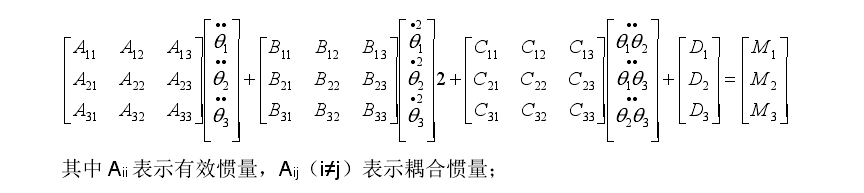 [A₁₁ A₁₂ A₁₃; A₂₁ A₂₂ A₂₃; A₃₁ A₃₂ A₃₃][θ̈₁; θ̈₂; θ̈₃] + [B₁₁ B₁₂ B₁₃; B₂₁ B₂₂ B₂₃; B₃₁ B₃₂ B₃₃][θ̇₁²; θ̇₂²; θ̇₃²]2 + [C₁₁ C₁₂ C₁₃; C₂₁ C₂₂ C₂₃; C₃₁ C₃₂ C₃₃][θ̇₁θ̇₂; θ̇₁θ̇₃; θ̇₂θ̇₃] + [D₁; D₂; D₃] = [M₁; M₂; M₃]
其中 Aii 表示有效惯量，Aij（i≠j）表示耦合惯量；